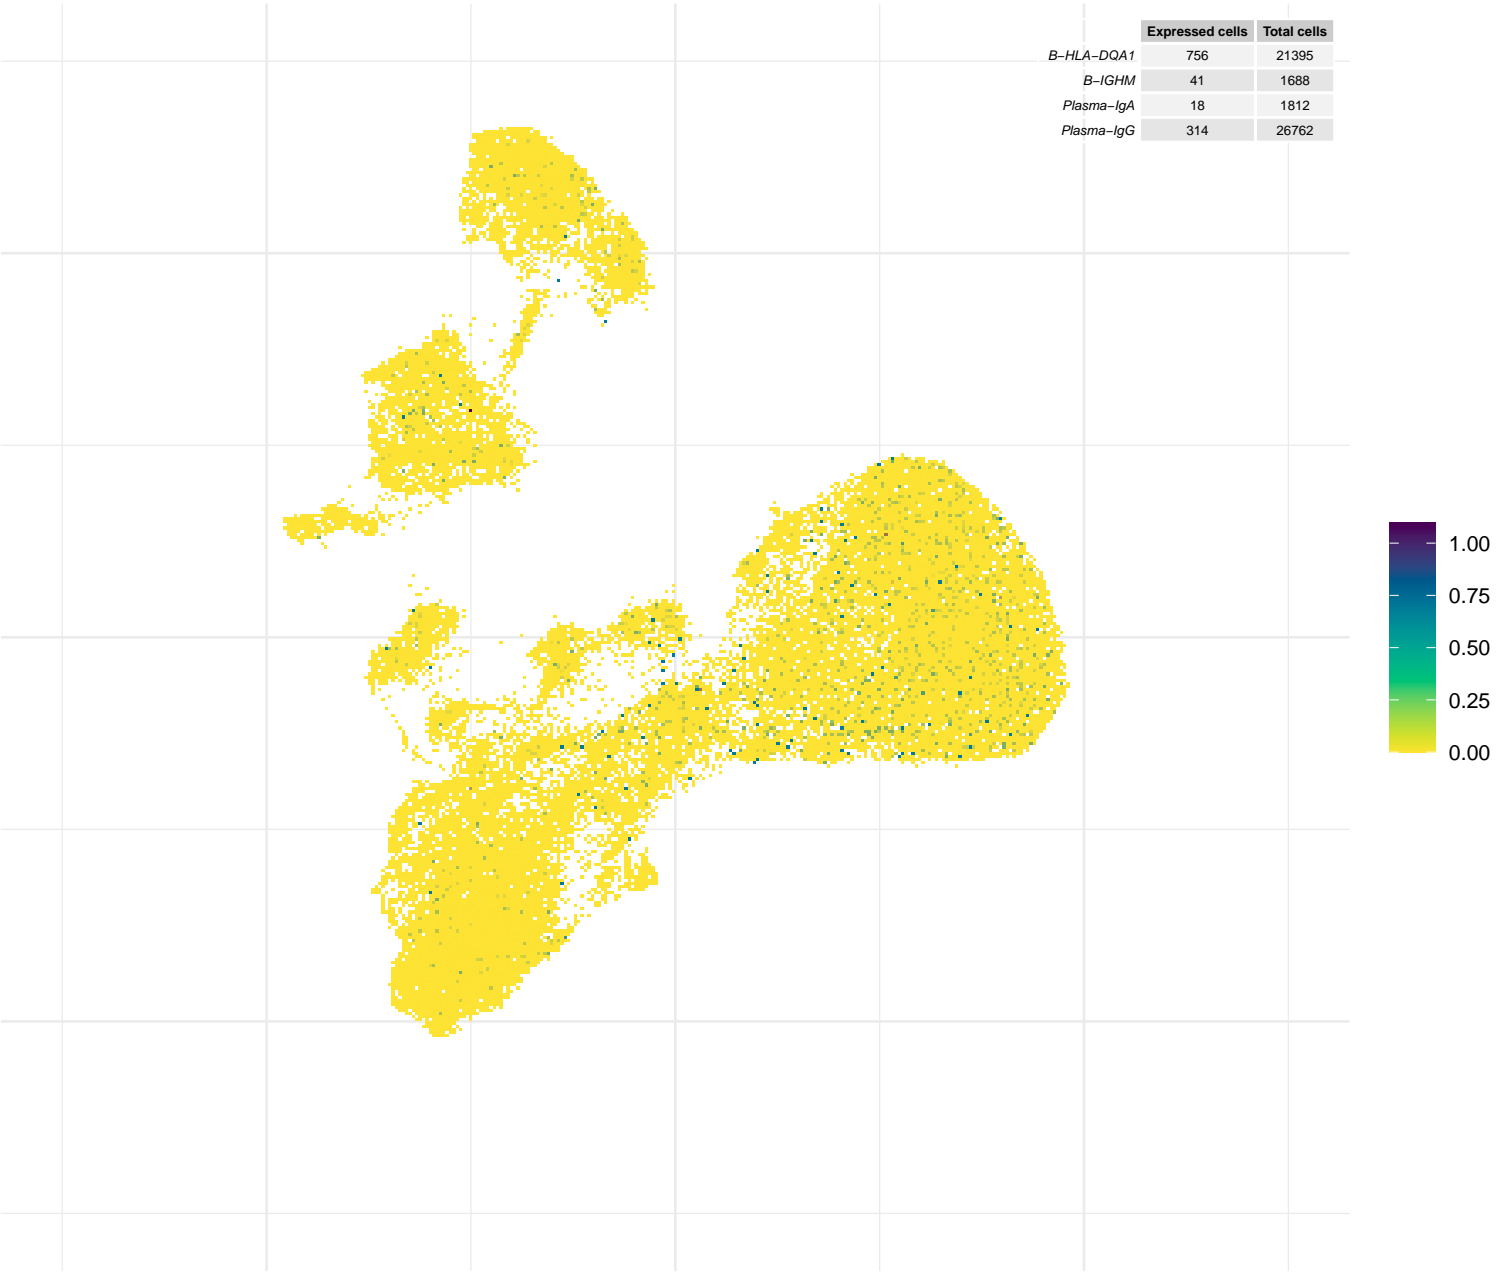 Expressed cells Total cells
B−HLA−DQA1 756 21395
B−IGHM 41 1688
Plasma−IgA 18 1812
Plasma−IgG 314 26762
1.00
0.75
0.50
0.25
0.00